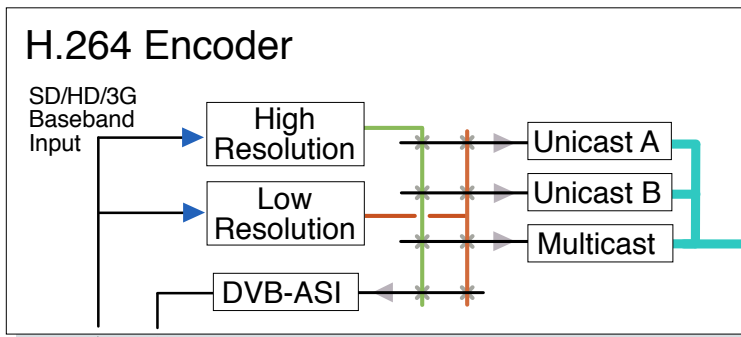 H.264 Encoder
SD/HD/3G
Baseband
Input
High
Resolution
Low
Resolution
DVB-ASI
Unicast A
Unicast B
Multicast